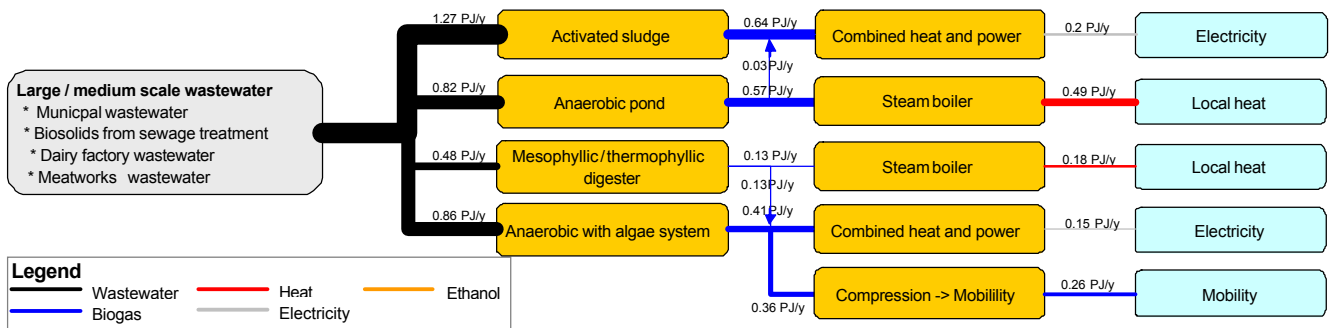 Large / medium scale wastewater
* Municpal wastewater
* Biosolids from sewage treatment
* Dairy factory wastewater
* Meatworks wastewater
1.27 PJ/y
Activated sludge
0.64 PJ/y
Combined heat and power
0.2 PJ/y
Electricity
0.03 PJ/y
0.82 PJ/y
Anaerobic pond
0.57 PJ/y
Steam boiler
0.49 PJ/y
Local heat
0.48 PJ/y
Mesophyllic/thermophyllic
digester
0.13 PJ/y
Steam boiler
0.18 PJ/y
Local heat
0.13PJ/y
0.86 PJ/y
Anaerobic with algae system
0.41PJ/y
Combined heat and power
0.15 PJ/y
Electricity
0.36 PJ/y
Compression -> Mobilility
0.26 PJ/y
Mobility
Legend
Wastewater
Heat
Ethanol
Biogas
Electricity